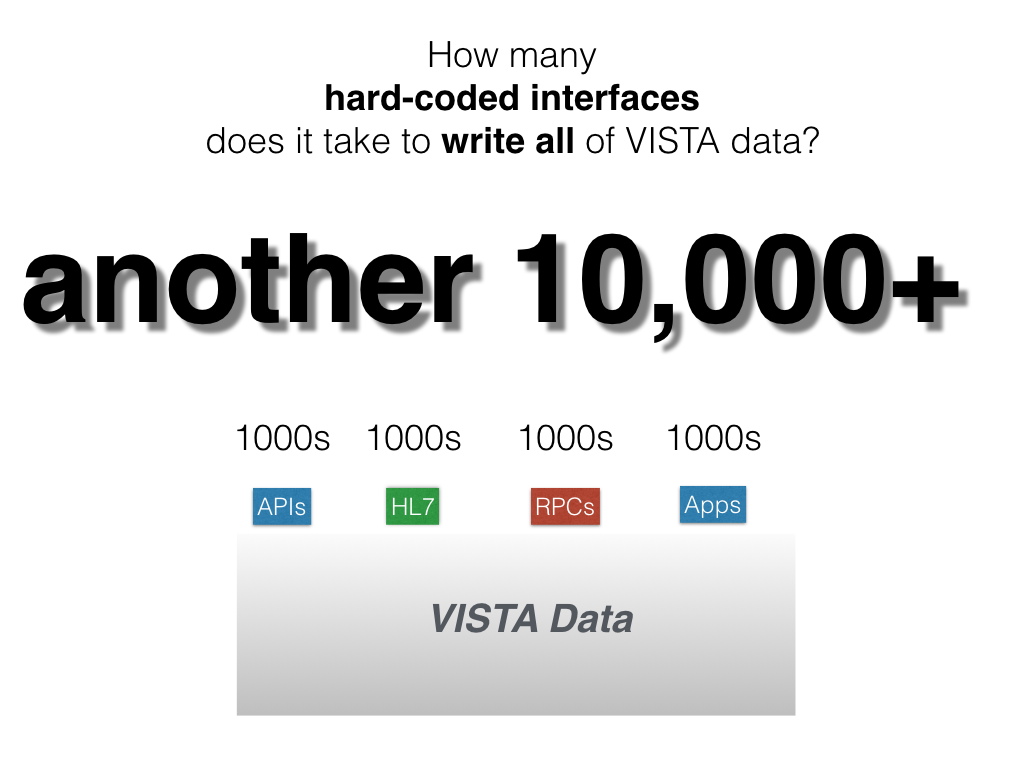 How many
hard-coded interfaces
does it take to write all of VISTA data?
another 10,000+
1000s 1000s 1000s 1000s
APIs HL7 RPCs Apps
VISTA Data